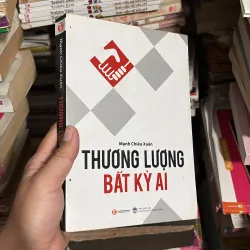 Mạnh Chiêu Xuân
THƯƠNG LƯỢNG
BẤT KỲ AI